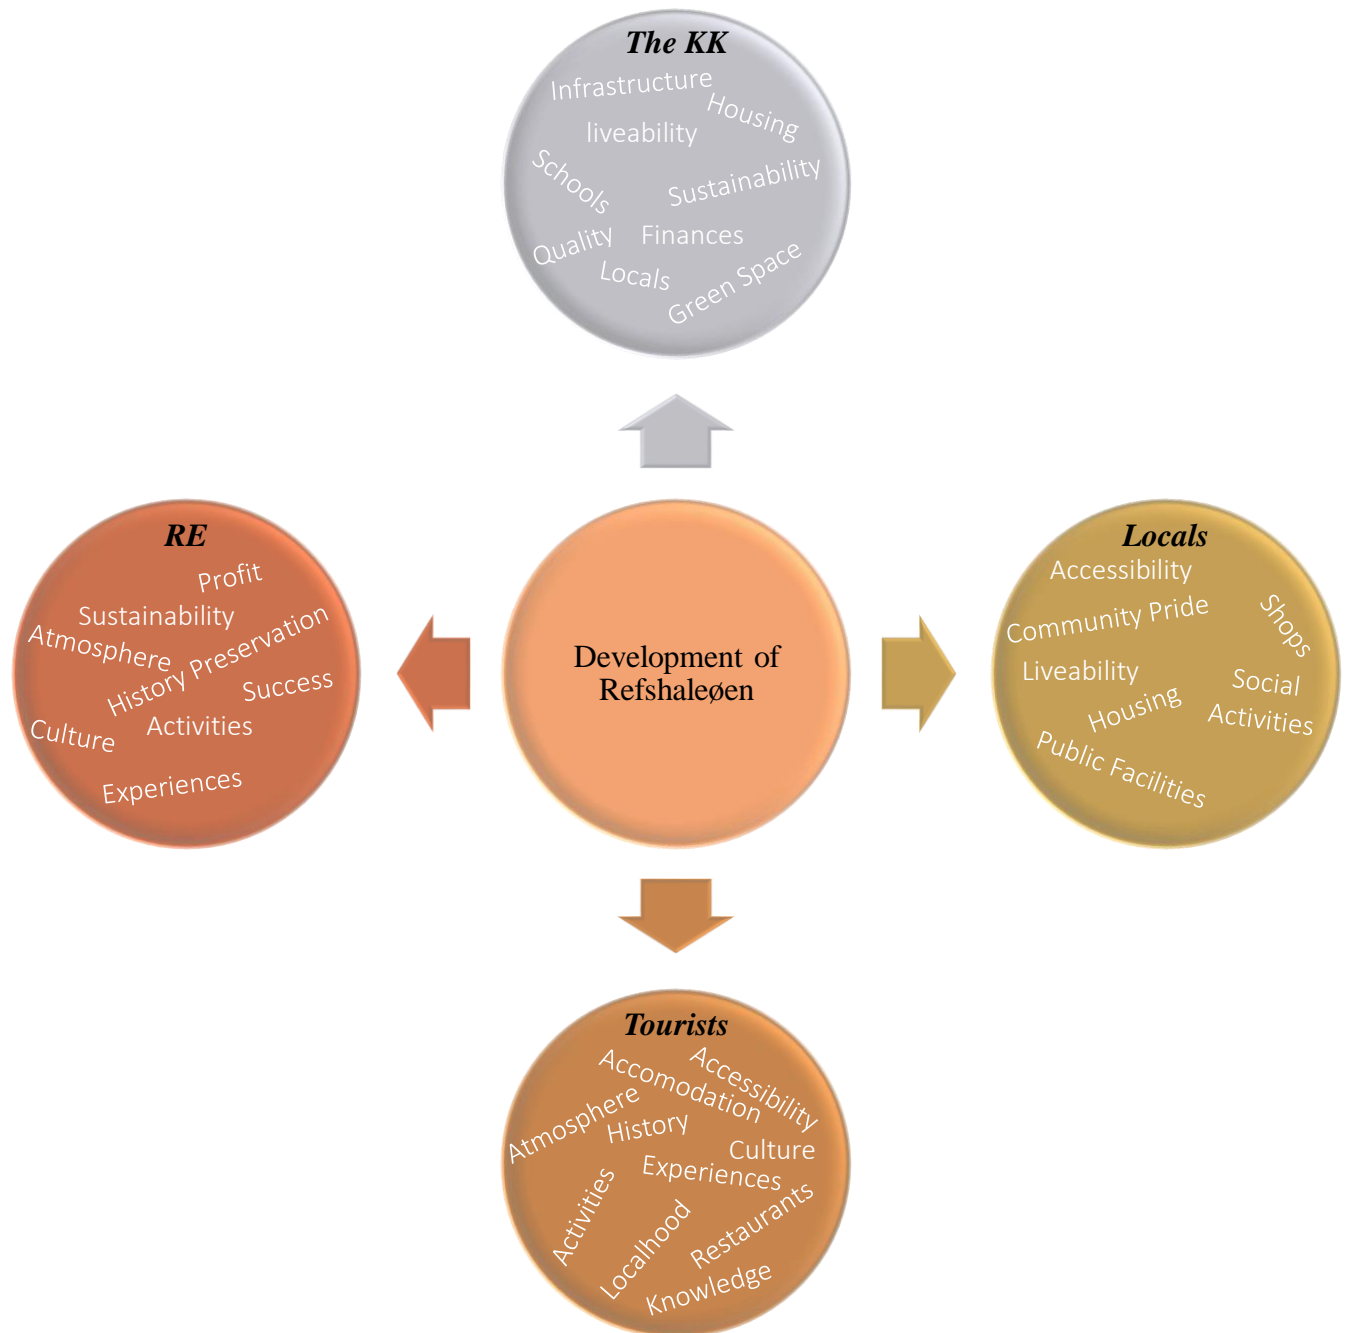 The KK
Infrastructure
Housing
liveability
Schools
Sustainability
Quality
Finances
Locals
Green Space
RE
Profit
Sustainability
Atmosphere
History Preservation
Success
Culture
Activities
Experiences
Development of
Refshaleøen
Locals
Accessibility
Community Pride
Shops
Liveability
Social
Activities
Housing
Public Facilities
Tourists
Accessibility
Accomodation
Atmosphere
History
Culture
Experiences
Activities
Localhood
Restaurants
Knowledge